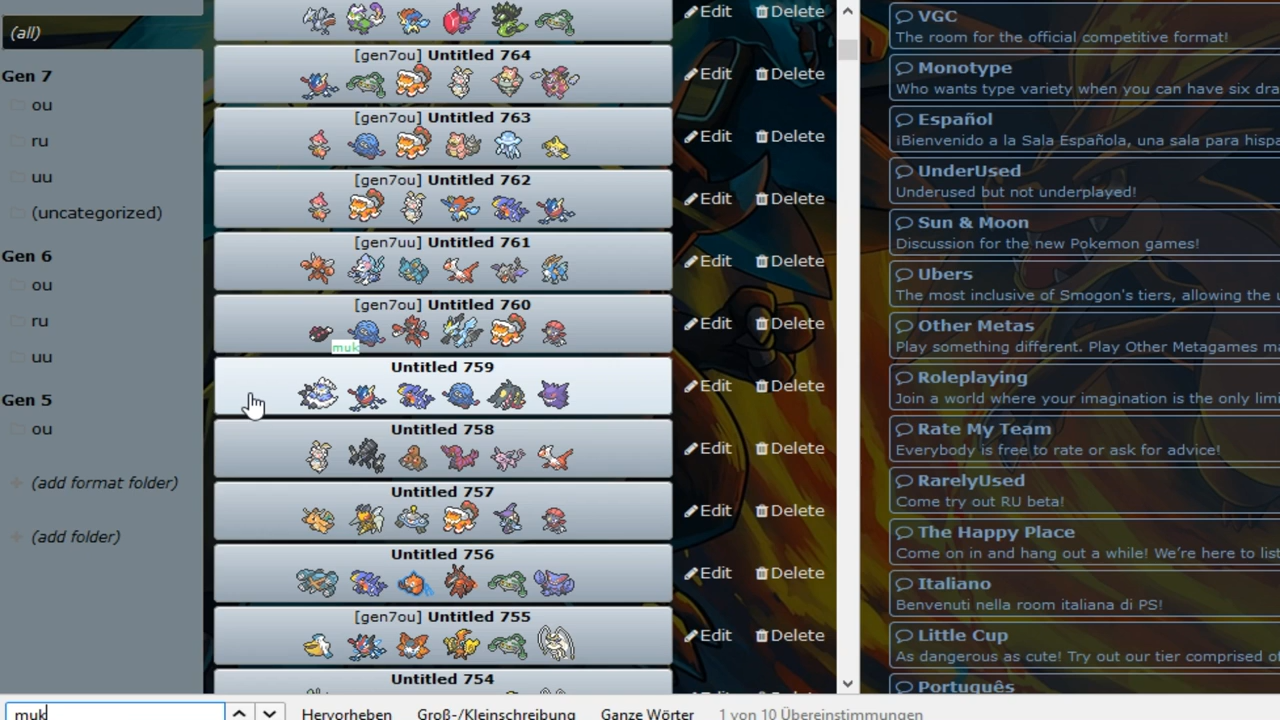 (all)
Gen 7
ou
ru
uu
(uncategorized)
Gen 6
ou
ru
uu
Gen 5
ou
(add format folder)
(add folder)
Edit Delete
[gen7ou] Untitled 764
Edit Delete
[gen7ou] Untitled 763
Edit Delete
[gen7ou] Untitled 762
Edit Delete
[gen7uu] Untitled 761
Edit Delete
[gen7ou] Untitled 760
muk
Edit Delete
Untitled 759
Edit Delete
Untitled 758
Edit Delete
Untitled 757
Edit Delete
Untitled 756
Edit Delete
[gen7ou] Untitled 755
Edit Delete
Untitled 754
VGC
The room for the official competitive format!
Monotype
Who wants type variety when you can have six dra
Español
¡Bienvenido a la Sala Española, una sala para hispa
UnderUsed
Underused but not underplayed!
Sun & Moon
Discussion for the new Pokemon games!
Ubers
The most inclusive of Smogon's tiers, allowing the u
Other Metas
Play something different. Play Other Metagames ma
Roleplaying
Join a world where your imagination is the only limi
Rate My Team
Everybody is free to rate or ask for advice!
RarelyUsed
Come try out RU beta!
The Happy Place
Come on in and hang out a while! We're here to list
Italiano
Benvenuti nella room italiana di PS!
Little Cup
As dangerous as cute! Try out our tier comprised of
Português
muk Hervorheben Groß-/Kleinschreibung Ganze Wörter 1 von 10 Übereinstimmungen